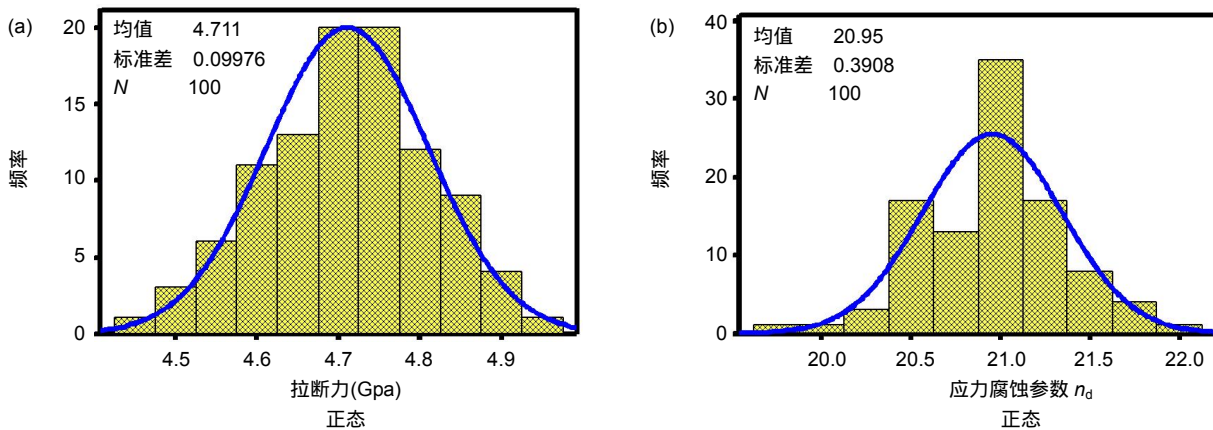 (a)
均值 4.711
标准差 0.09976
N 100
频率
20
15
10
5
0
4.5 4.6 4.7 4.8 4.9
拉断力(Gpa)
正态
(b)
均值 20.95
标准差 0.3908
N 100
频率
40
30
20
10
0
20.0 20.5 21.0 21.5 22.0
应力腐蚀参数 nd
正态